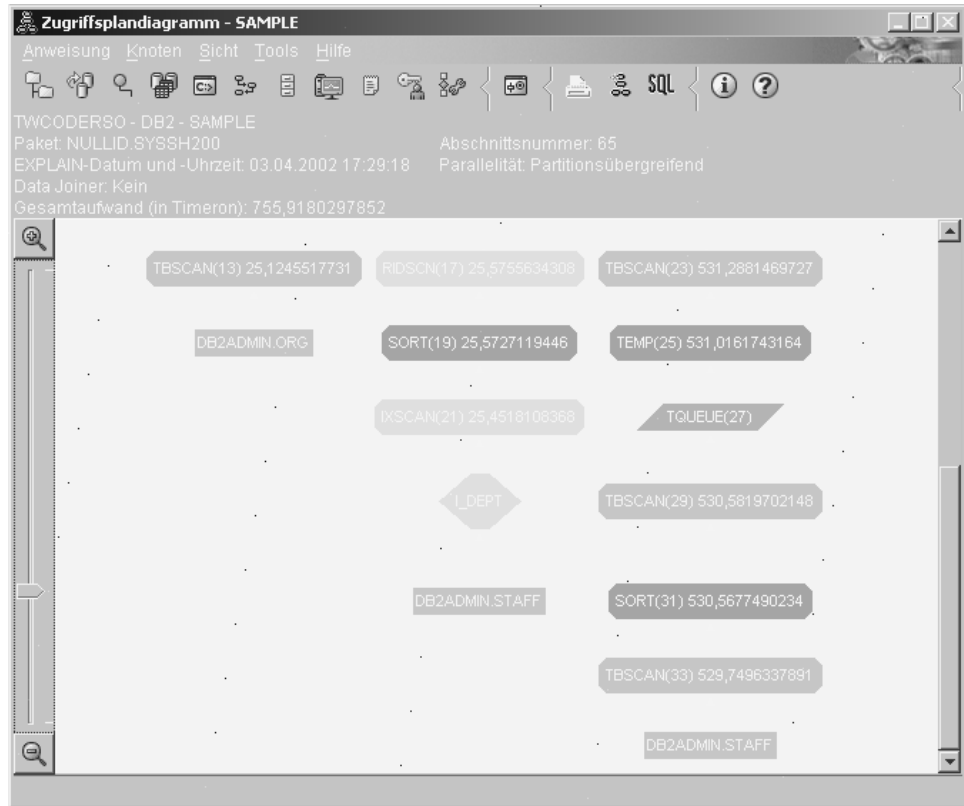 Zugriffsplandiagramm - SAMPLE
Anweisung Knoten Sicht Tools Hilfe
C:> SQL
TWCODERSO - DB2 - SAMPLE
Paket: NULLID.SYSSH200 Abschnittsnummer: 65
EXPLAIN-Datum und -Uhrzeit: 03.04.2002 17:29:18 Parallelität: Partitionsübergreifend
Data Joiner: Kein
Gesamtaufwand (in Timeron): 755,9180297852
TBSCAN(13) 25,1245517731 RIDSCN(17) 25,5755634308 TBSCAN(23) 531,2881469727
DB2ADMIN.ORG SORT(19) 25,5727119446 TEMP(25) 531,0161743164
IXSCAN(21) 25,4518108368 TQUEUE(27)
I_DEPT TBSCAN(29) 530,5819702148
DB2ADMIN.STAFF SORT(31) 530,5677490234
TBSCAN(33) 529,7496337891
DB2ADMIN.STAFF